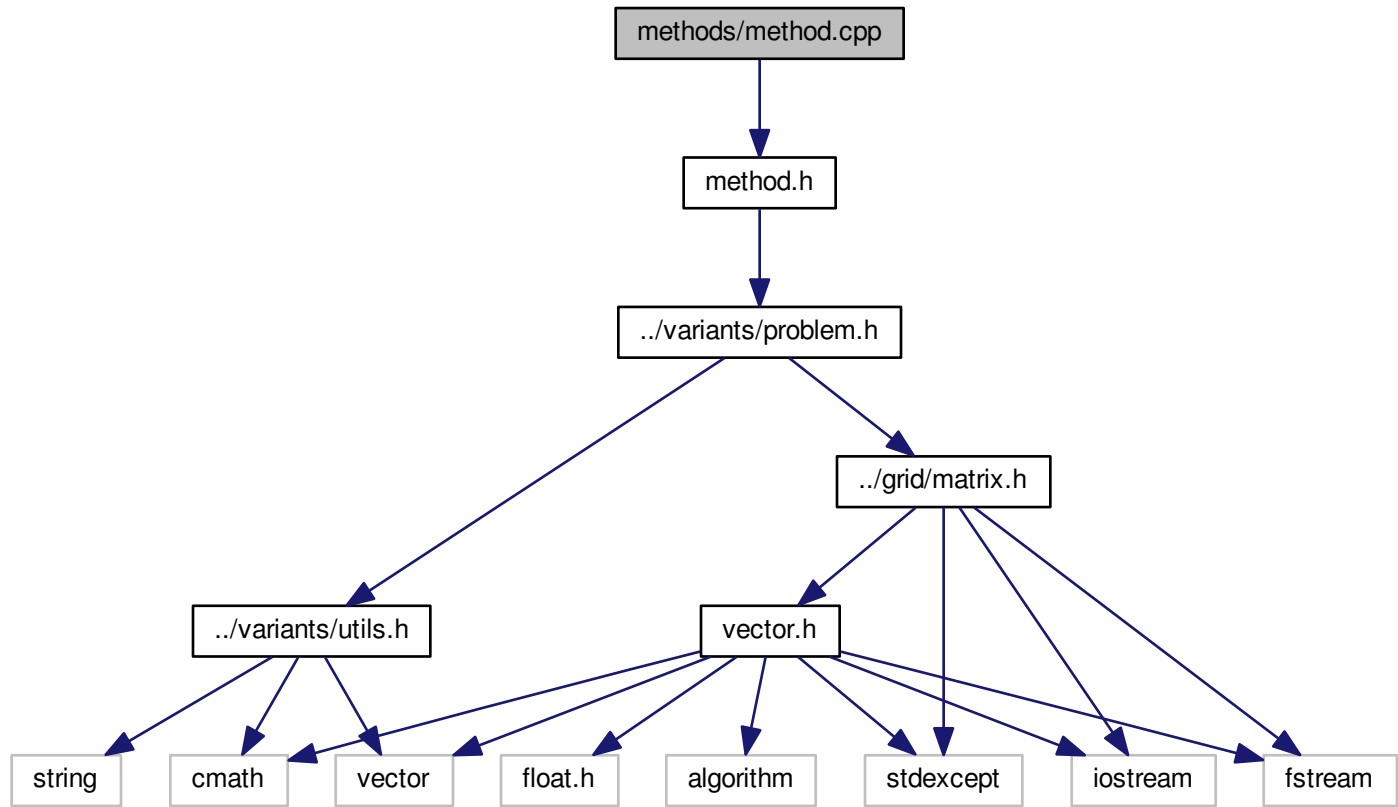 methods/method.cpp
method.h
../variants/problem.h
../grid/matrix.h
../variants/utils.h
vector.h
string
cmath
vector
float.h
algorithm
stdexcept
iostream
fstream